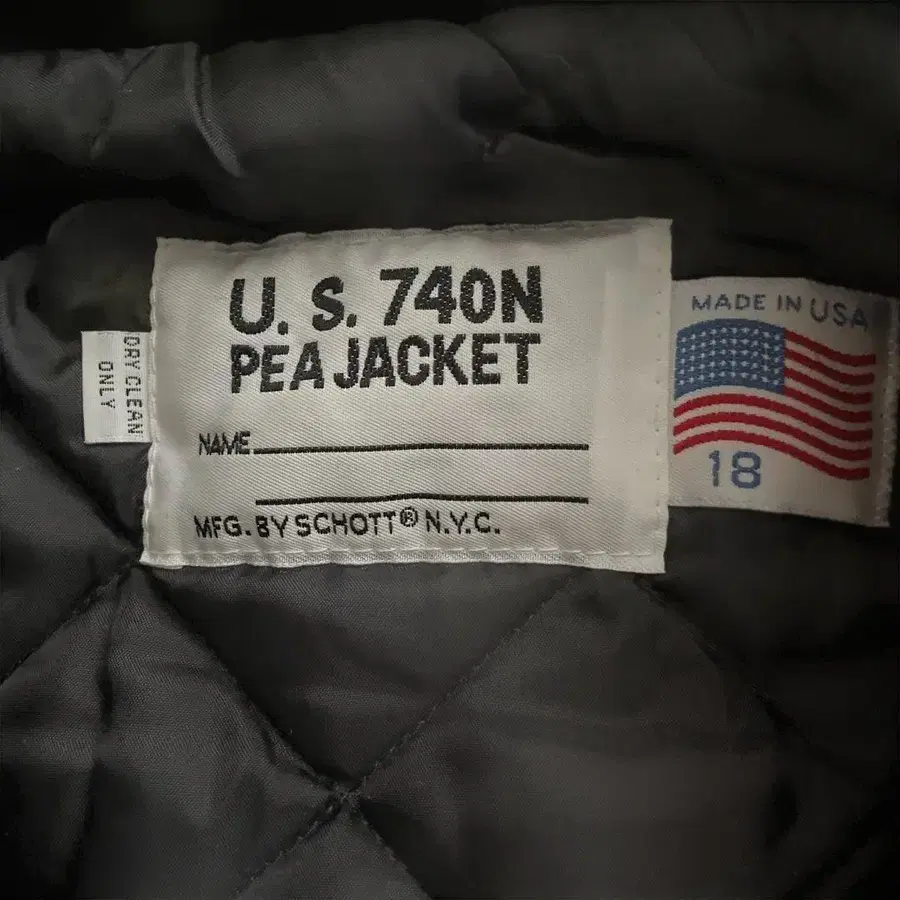 U. S. 740N
PEA JACKET
NAME
MFG. BY SCHOTT® N.Y.C.
DRY CLEAN
ONLY
MADE IN USA
18